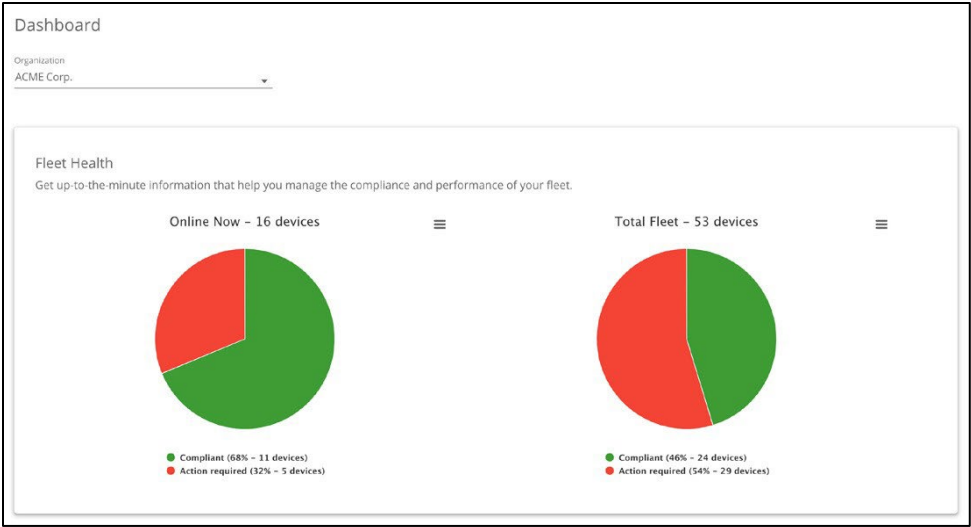 Dashboard
Organization
ACME Corp.
Fleet Health
Get up-to-the-minute information that help you manage the compliance and performance of your fleet.
Online Now – 16 devices
Compliant (68% – 11 devices)
Action required (32% – 5 devices)
Total Fleet – 53 devices
Compliant (46% – 24 devices)
Action required (54% – 29 devices)